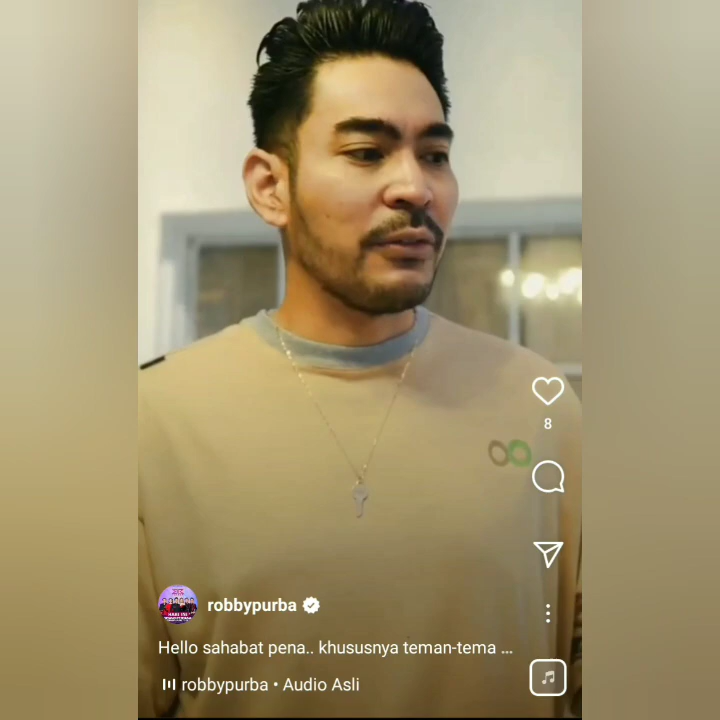 8
robbypurba
Hello sahabat pena.. khususnya teman-tema ...
robbypurba • Audio Asli